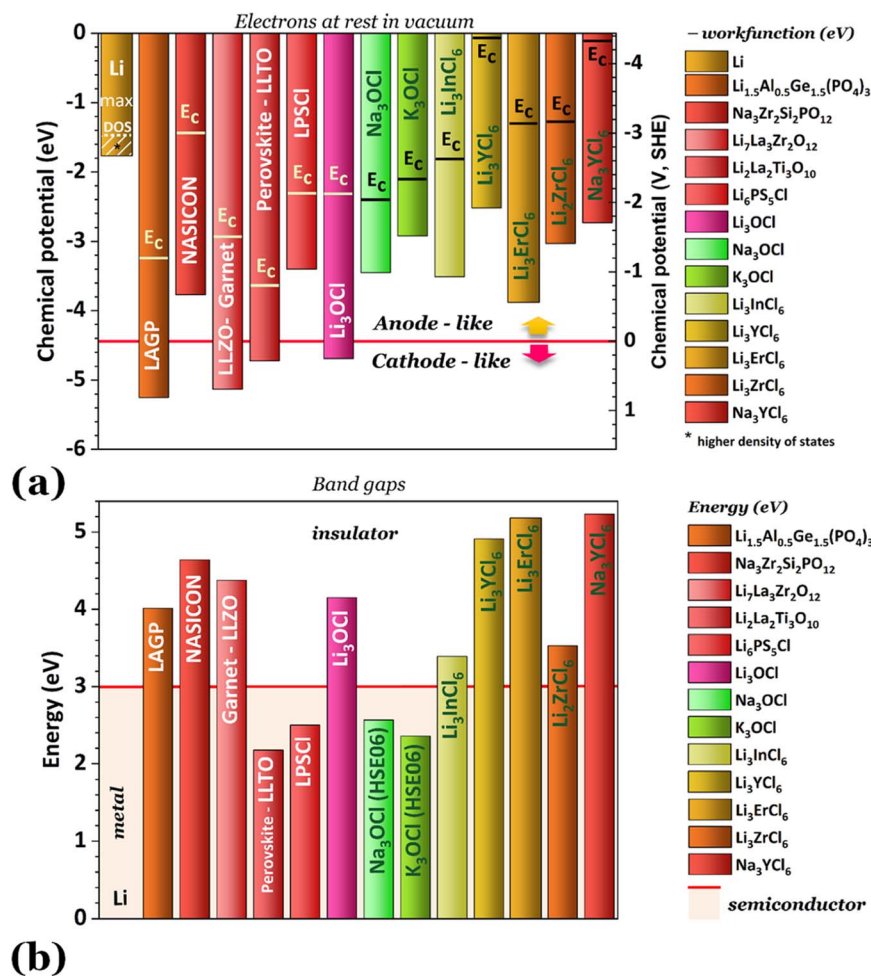 Electrons at rest in vacuum
Chemical potential (eV)
0
-1
-2
-3
-4
-5
-6
Li
max
DOS
*
LAGP
E_C
NASICON
E_C
LLZO- Garnet
E_C
Perovskite - LLTO
E_C
LPSCl
E_C
Li₃OCl
E_C
Na₃OCl
E_C
K₃OCl
E_C
Li₃InCl₆
E_C
Li₃YCl₆
E_C
Li₃ErCl₆
E_C
Li₂ZrCl₆
E_C
Na₃YCl₆
E_C
Anode - like
Cathode - like
-4
-3
-2
-1
0
1
Chemical potential (V, SHE)
– workfunction (eV)
Li
Li₁.₅Al₀.₅Ge₁.₅(PO₄)₃
Na₃Zr₂Si₂PO₁₂
Li₇La₃Zr₂O₁₂
Li₂La₂Ti₃O₁₀
Li₆PS₅Cl
Li₃OCl
Na₃OCl
K₃OCl
Li₃InCl₆
Li₃YCl₆
Li₃ErCl₆
Li₃ZrCl₆
Na₃YCl₆
* higher density of states
(a)
Band gaps
Energy (eV)
5
4
3
2
1
0
insulator
metal
Li
LAGP
NASICON
Garnet - LLZO
Perovskite - LLTO
LPSCl
Li₃OCl
Na₃OCl (HSE06)
K₃OCl (HSE06)
Li₃InCl₆
Li₃YCl₆
Li₃ErCl₆
Li₂ZrCl₆
Na₃YCl₆
Energy (eV)
Li₁.₅Al₀.₅Ge₁.₅(PO₄)₃
Na₃Zr₂Si₂PO₁₂
Li₇La₃Zr₂O₁₂
Li₂La₂Ti₃O₁₀
Li₆PS₅Cl
Li₃OCl
Na₃OCl
K₃OCl
Li₃InCl₆
Li₃YCl₆
Li₃ErCl₆
Li₃ZrCl₆
Na₃YCl₆
semiconductor
(b)